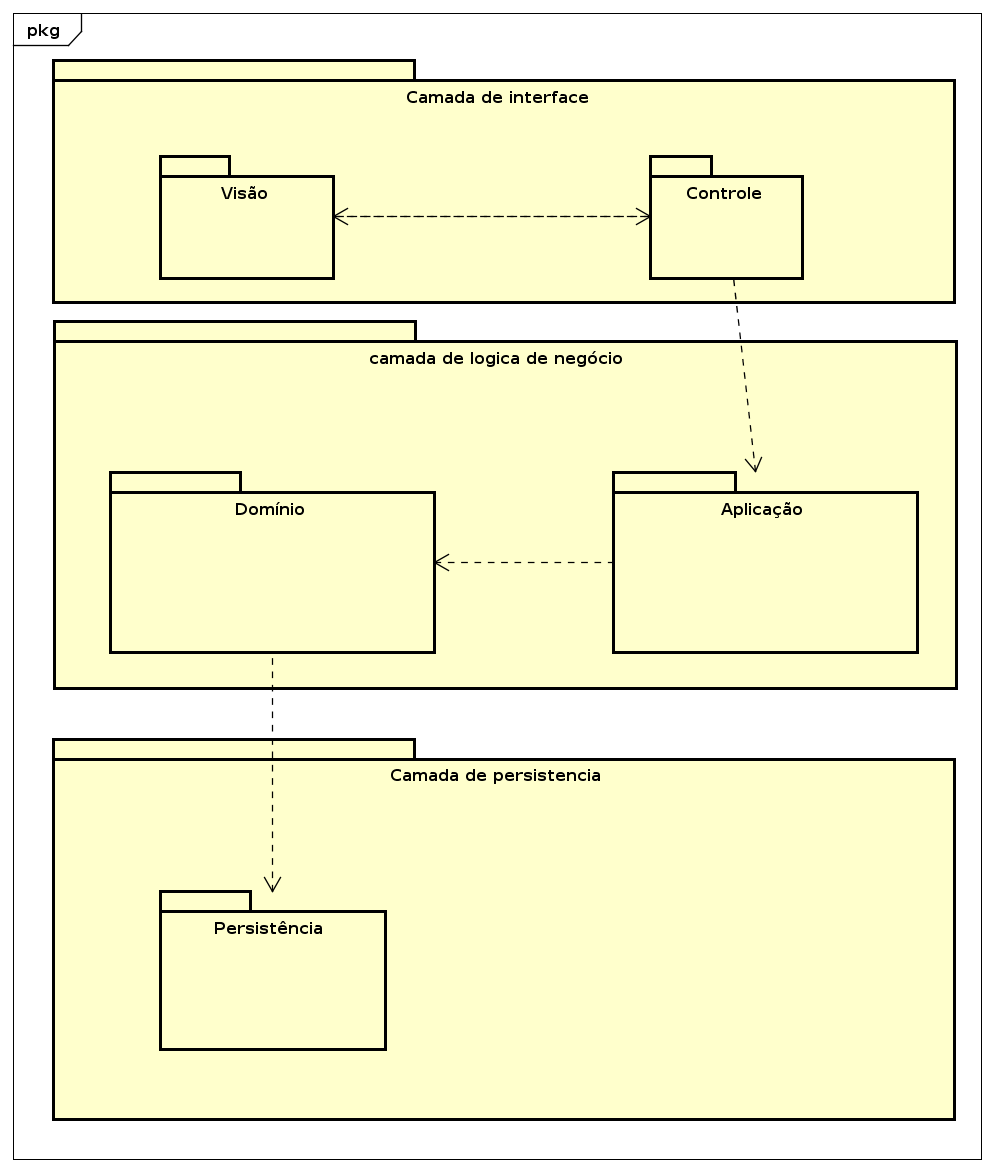 pkg
Camada de interface
Visão
Controle
camada de logica de negócio
Domínio
Aplicação
Camada de persistencia
Persistência